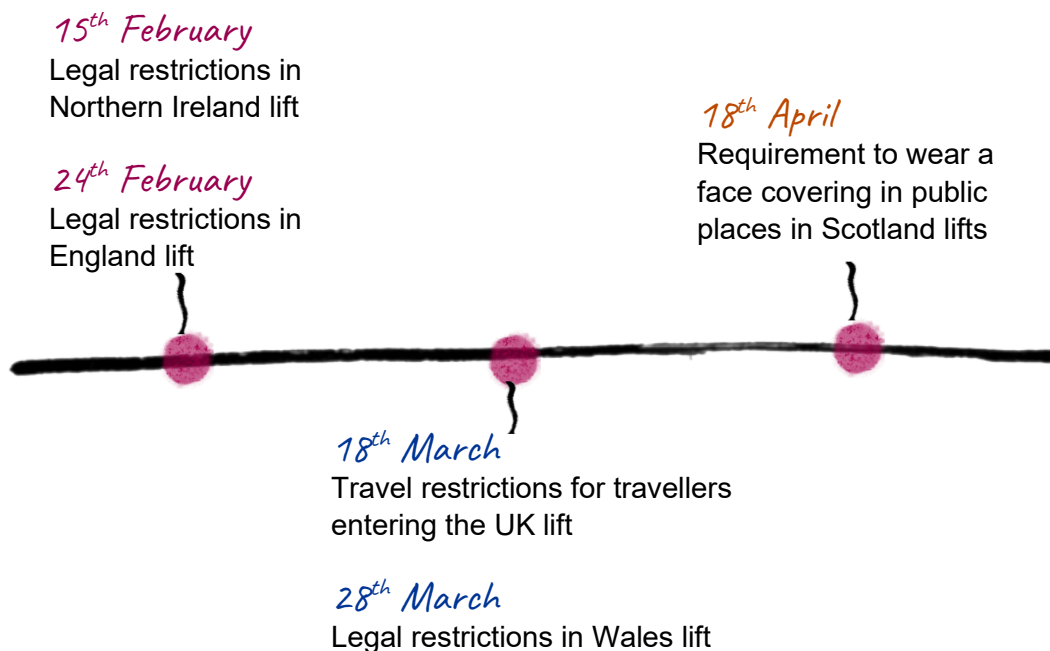 15th February
Legal restrictions in
Northern Ireland lift
24th February
Legal restrictions in
England lift
18th April
Requirement to wear a
face covering in public
places in Scotland lifts
18th March
Travel restrictions for travellers
entering the UK lift
28th March
Legal restrictions in Wales lift